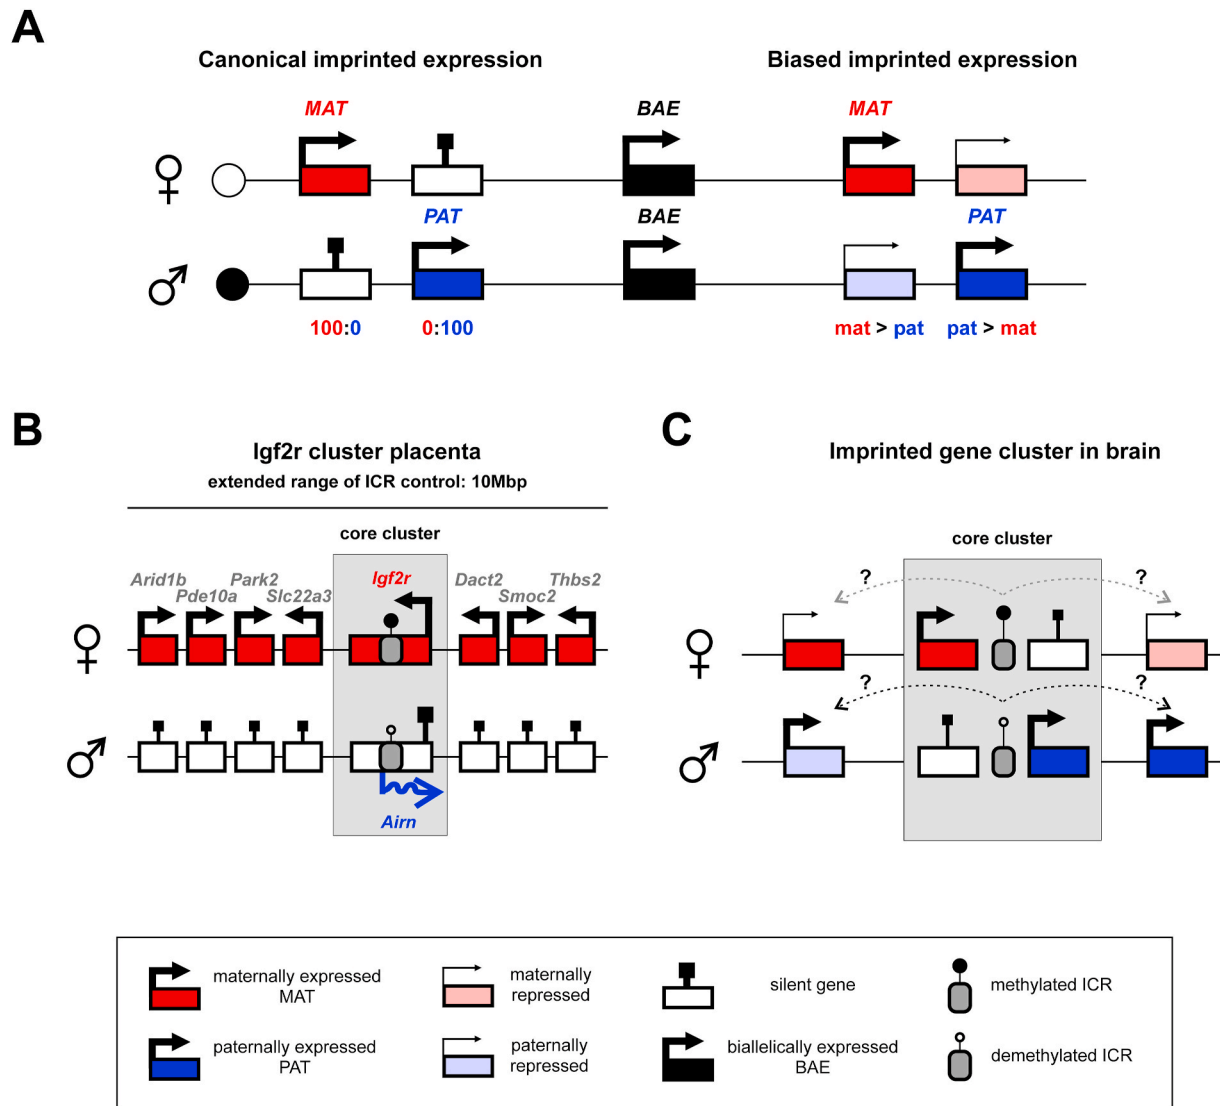 A
Canonical imprinted expression
Biased imprinted expression
MAT
BAE
MAT
♀
PAT
BAE
PAT
♂
100:0
0:100
mat > pat
pat > mat
B
Igf2r cluster placenta
extended range of ICR control: 10Mbp
core cluster
Arid1b
Pde10a
Park2
Slc22a3
Igf2r
Dact2
Smoc2
Thbs2
♀
♂
Airn
C
Imprinted gene cluster in brain
core cluster
?
?
♀
?
?
♂
maternally expressed
MAT
maternally
repressed
silent gene
methylated ICR
paternally expressed
PAT
paternally
repressed
biallelically expressed
BAE
demethylated ICR